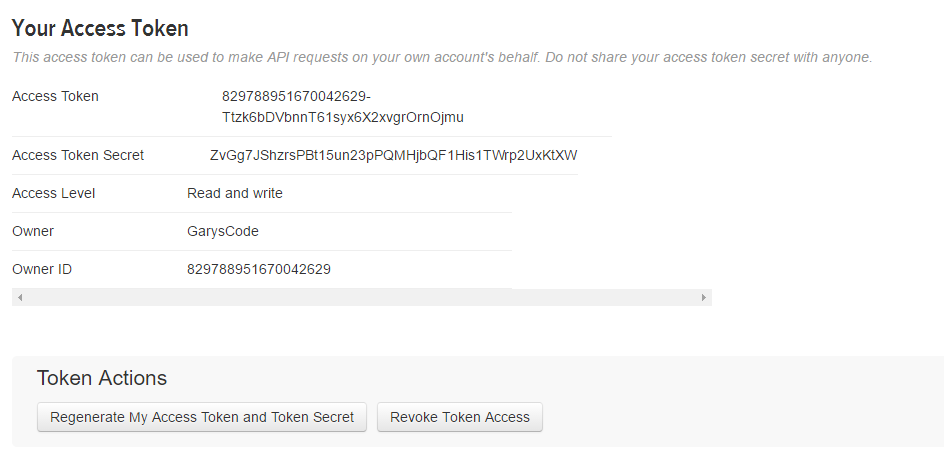 Your Access Token
This access token can be used to make API requests on your own account's behalf. Do not share your access token secret with anyone.
Access Token 829788951670042629-
Ttzk6bDVbnnT61syx6X2xvgrOrnOjmu
Access Token Secret ZvGg7JShzrsPBt15un23pPQMHjbQF1His1TWrp2UxKtXW
Access Level Read and write
Owner GarysCode
Owner ID 829788951670042629
Token Actions
Regenerate My Access Token and Token Secret Revoke Token Access